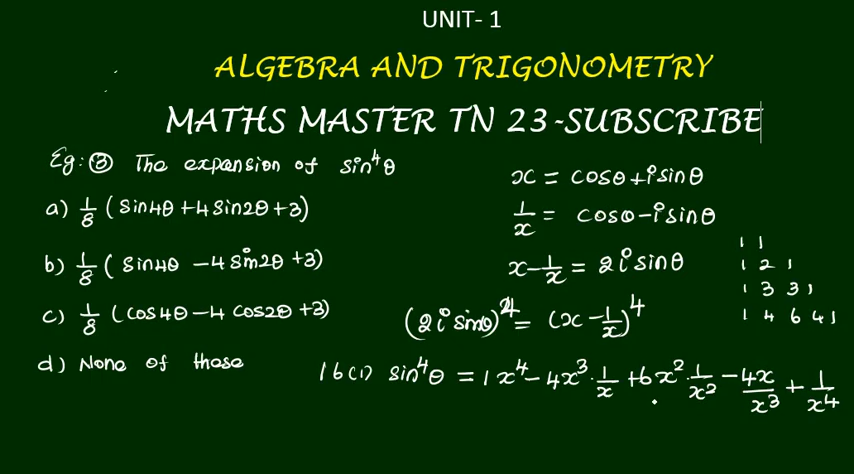 UNIT- 1
ALGEBRA AND TRIGONOMETRY
MATHS MASTER TN 23-SUBSCRIBE
Eg: ③ The expansion of sin⁴θ
a) 1/8 (sin4θ + 4 sin2θ + 3)
b) 1/8 (sin4θ - 4 sin2θ + 3)
c) 1/8 (cos4θ - 4 cos2θ + 3)
d) None of these
x = cosθ + i sinθ
1/x = cosθ - i sinθ
x - 1/x = 2i sinθ
(2i sinθ)⁴ = (x - 1/x)⁴
16(1) sin⁴θ = 1x⁴ - 4x³ · 1/x + 6x² · 1/x² - 4x/x³ + 1/x⁴
1 1
1 2 1
1 3 3 1
1 4 6 4 1